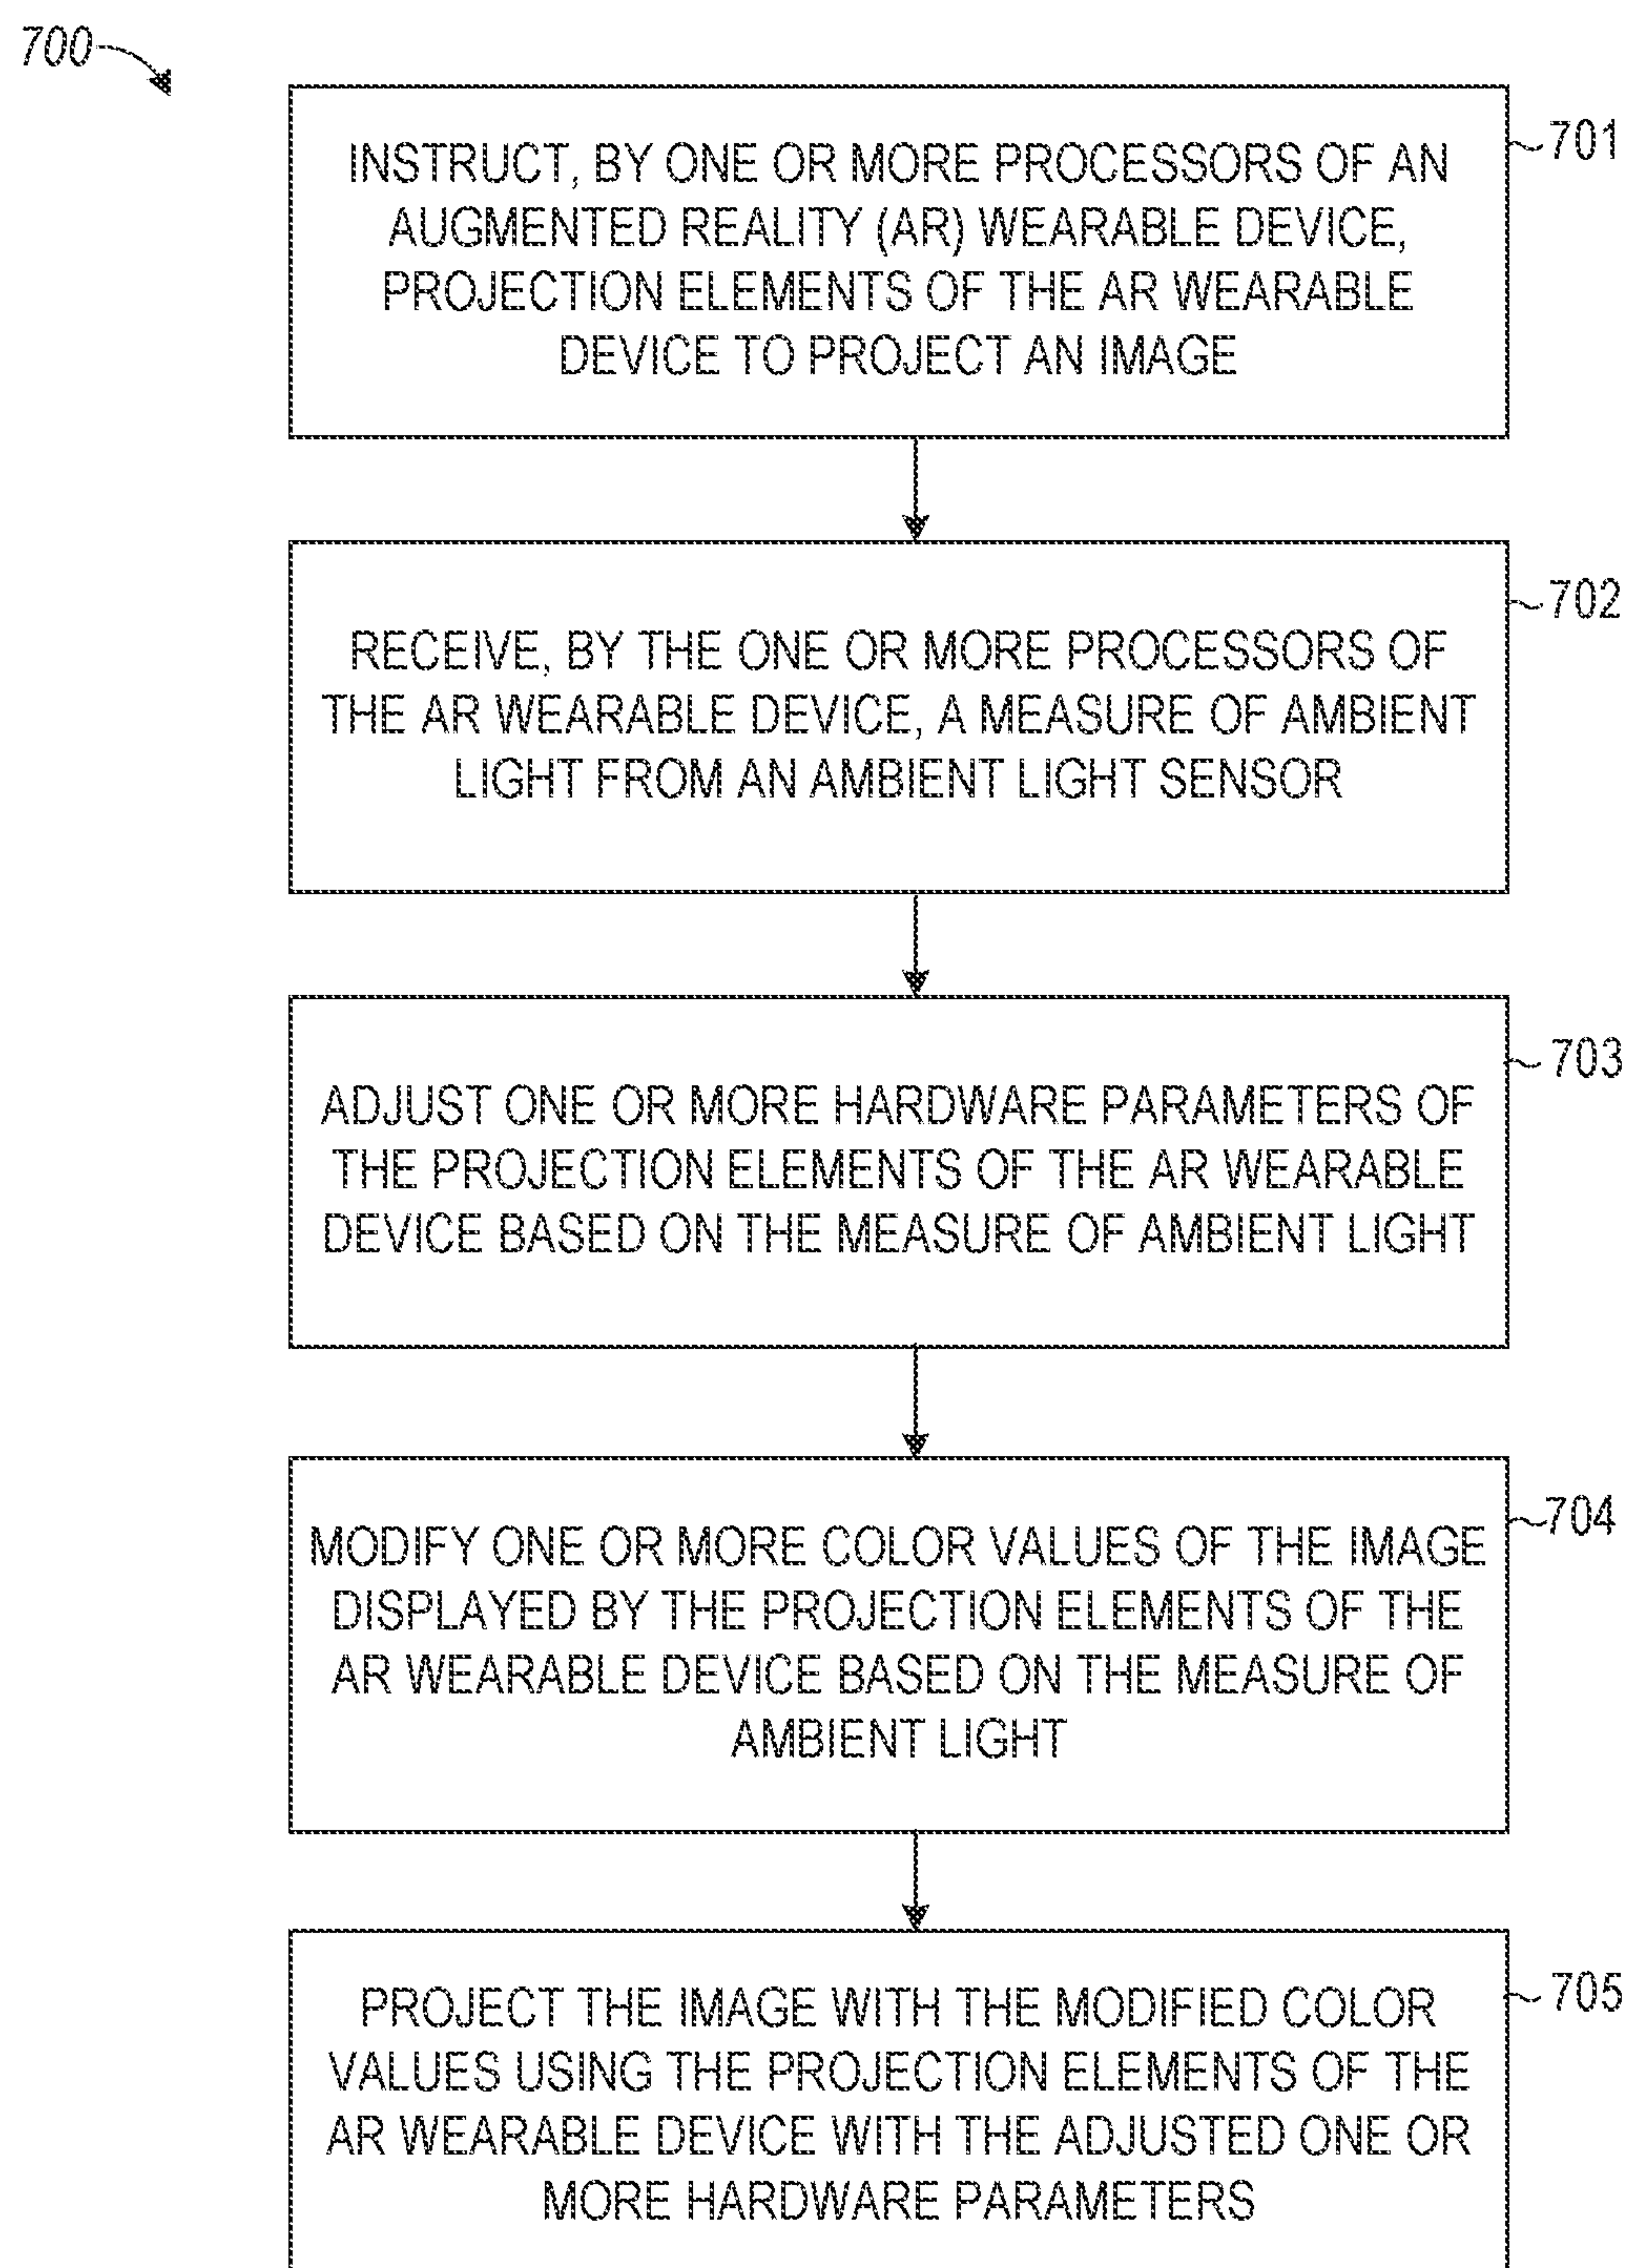 700
INSTRUCT, BY ONE OR MORE PROCESSORS OF AN
AUGMENTED REALITY (AR) WEARABLE DEVICE,
PROJECTION ELEMENTS OF THE AR WEARABLE
DEVICE TO PROJECT AN IMAGE
701
RECEIVE, BY THE ONE OR MORE PROCESSORS OF
THE AR WEARABLE DEVICE, A MEASURE OF AMBIENT
LIGHT FROM AN AMBIENT LIGHT SENSOR
702
ADJUST ONE OR MORE HARDWARE PARAMETERS OF
THE PROJECTION ELEMENTS OF THE AR WEARABLE
DEVICE BASED ON THE MEASURE OF AMBIENT LIGHT
703
MODIFY ONE OR MORE COLOR VALUES OF THE IMAGE
DISPLAYED BY THE PROJECTION ELEMENTS OF THE
AR WEARABLE DEVICE BASED ON THE MEASURE OF
AMBIENT LIGHT
704
PROJECT THE IMAGE WITH THE MODIFIED COLOR
VALUES USING THE PROJECTION ELEMENTS OF THE
AR WEARABLE DEVICE WITH THE ADJUSTED ONE OR
MORE HARDWARE PARAMETERS
705